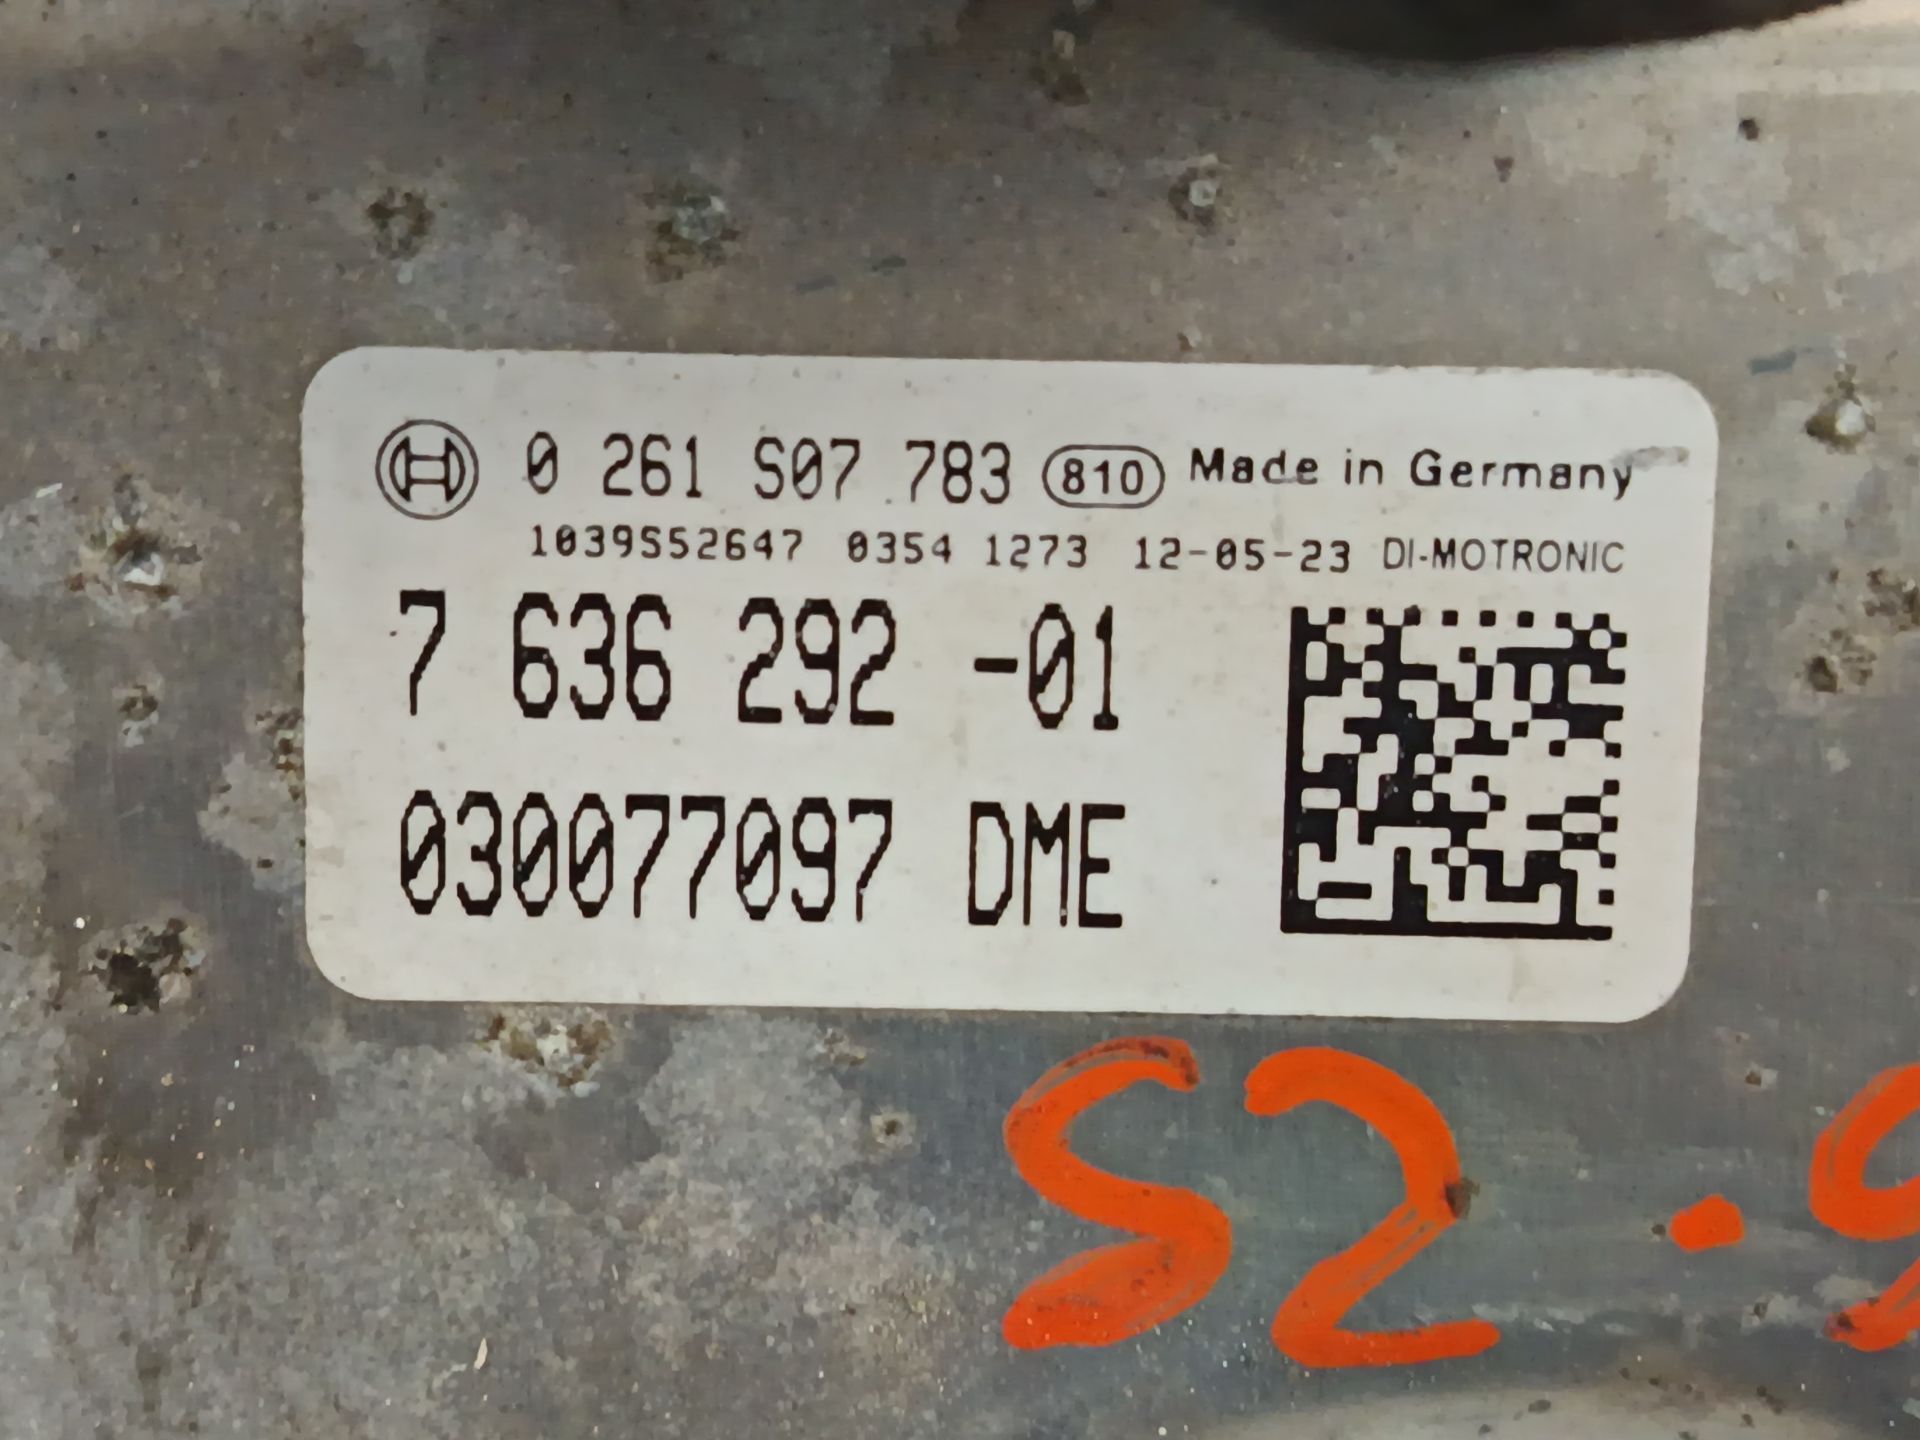 0 261 S07 783 810 Made in Germany
1039S52647 0354 1273 12-05-23 DI-MOTRONIC
7 636 292 -01
030077097 DME
S2.9